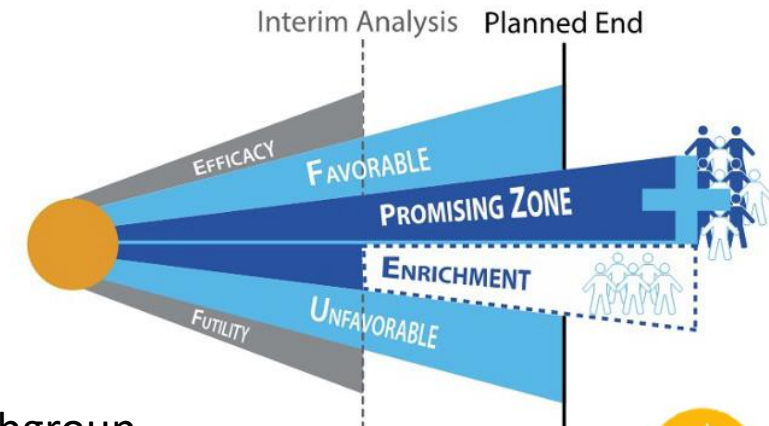 Interim Analysis
Planned End
EFFICACY
FAVORABLE
PROMISING ZONE
ENRICHMENT
UNFAVORABLE
FUTILITY